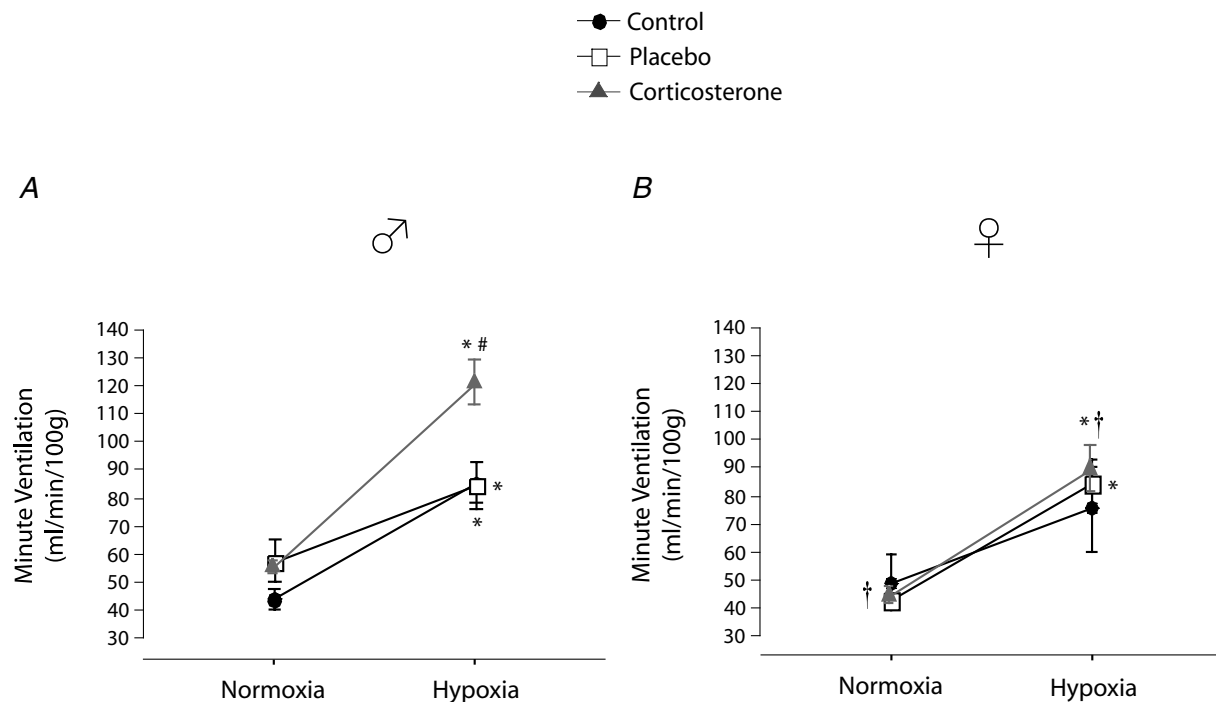 Control
Placebo
Corticosterone
A
B
♂
♀
Minute Ventilation
(ml/min/100g)
140
130
120
110
100
90
80
70
60
50
40
30
* #
*
*
Normoxia
Hypoxia
Minute Ventilation
(ml/min/100g)
140
130
120
110
100
90
80
70
60
50
40
30
* †
*
†
Normoxia
Hypoxia